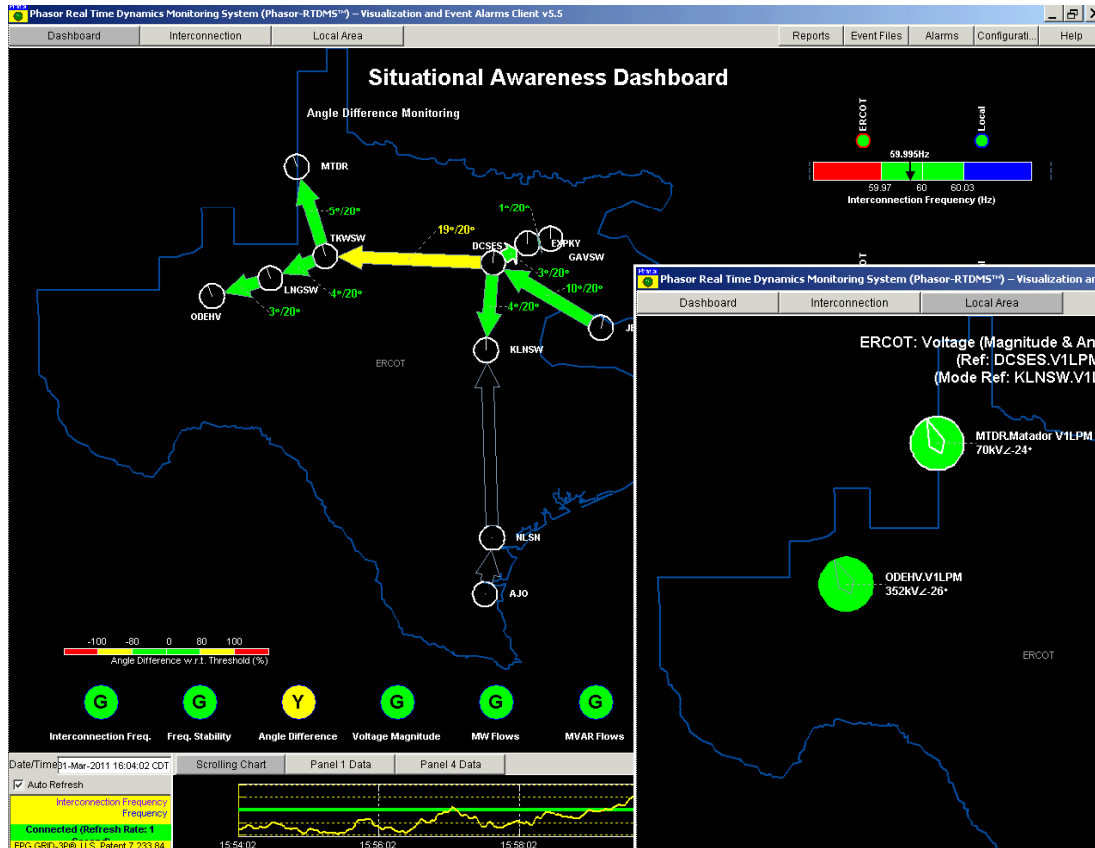 Phasor Real Time Dynamics Monitoring System (Phasor-RTDMS™) – Visualization and Event Alarms Client v5.5
Dashboard
Interconnection
Local Area
Reports
Event Files
Alarms
Configurati...
Help
Situational Awareness Dashboard
Angle Difference Monitoring
ERCOT
Local
59.995Hz
59.97
60
60.03
Interconnection Frequency (Hz)
MTDR
-5°/20°
TKWSW
19°/20°
DCSES
1°/20°
EXPKY
GAVSW
3°/20°
10°/20°
LNGSW
-4°/20°
ODEHV
3°/20°
4°/20°
KLNSW
ERCOT
NLSN
AJO
-100 -80 0 80 100
Angle Difference w.r.t. Threshold (%)
G
G
Y
G
G
G
Interconnection Freq.
Freq. Stability
Angle Difference
Voltage Magnitude
MW Flows
MVAR Flows
Date/Time
31-Mar-2011 16:04:02 CDT
Auto Refresh
Interconnection Frequency
Frequency
Connected (Refresh Rate: 1
EPG GRID-3P®, U.S. Patent 7,233,84
Scrolling Chart
Panel 1 Data
Panel 4 Data
15:54:02
15:56:02
15:58:02
Phasor Real Time Dynamics Monitoring System (Phasor-RTDMS™) – Visualization a
Dashboard
Interconnection
Local Area
ERCOT: Voltage (Magnitude & An
(Ref: DCSES.V1LPM
(Mode Ref: KLNSW.V1L
MTDR.Matador V1LPM
70kV∠-24°
ODEHV.V1LPM
352kV∠-26°
ERCOT